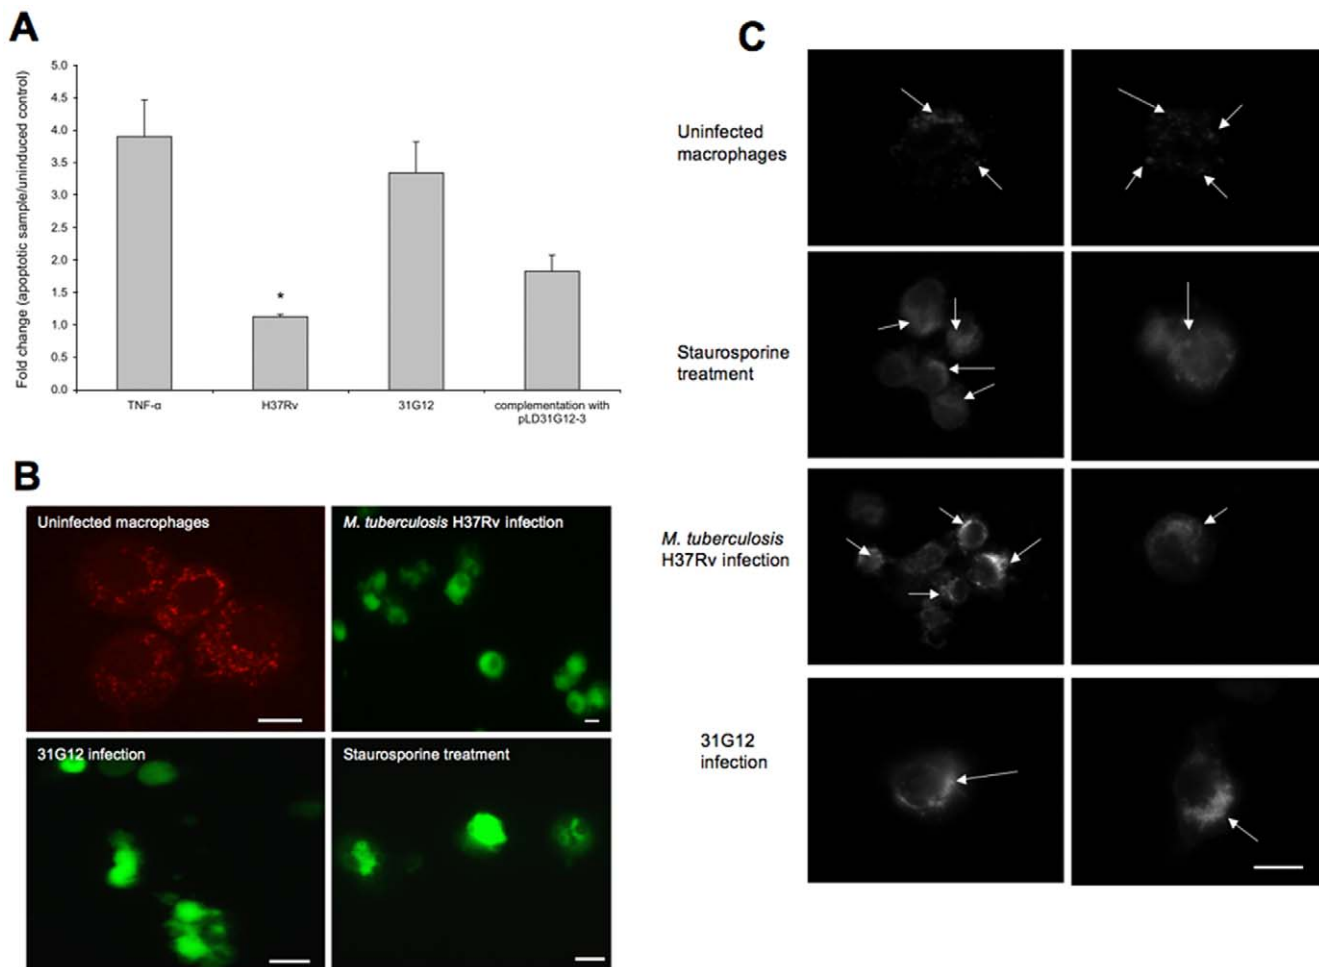 A
5.0
4.5
4.0
3.5
3.0
2.5
2.0
1.5
1.0
0.5
0.0
Fold change (apoptotic sample/uninduced control)
*
TNF-α
H37Rv
31G12
complementation with
pLD31G12-3
B
Uninfected macrophages
M. tuberculosis H37Rv infection
31G12 infection
Staurosporine treatment
C
Uninfected
macrophages
Staurosporine
treatment
M. tuberculosis
H37Rv infection
31G12
infection